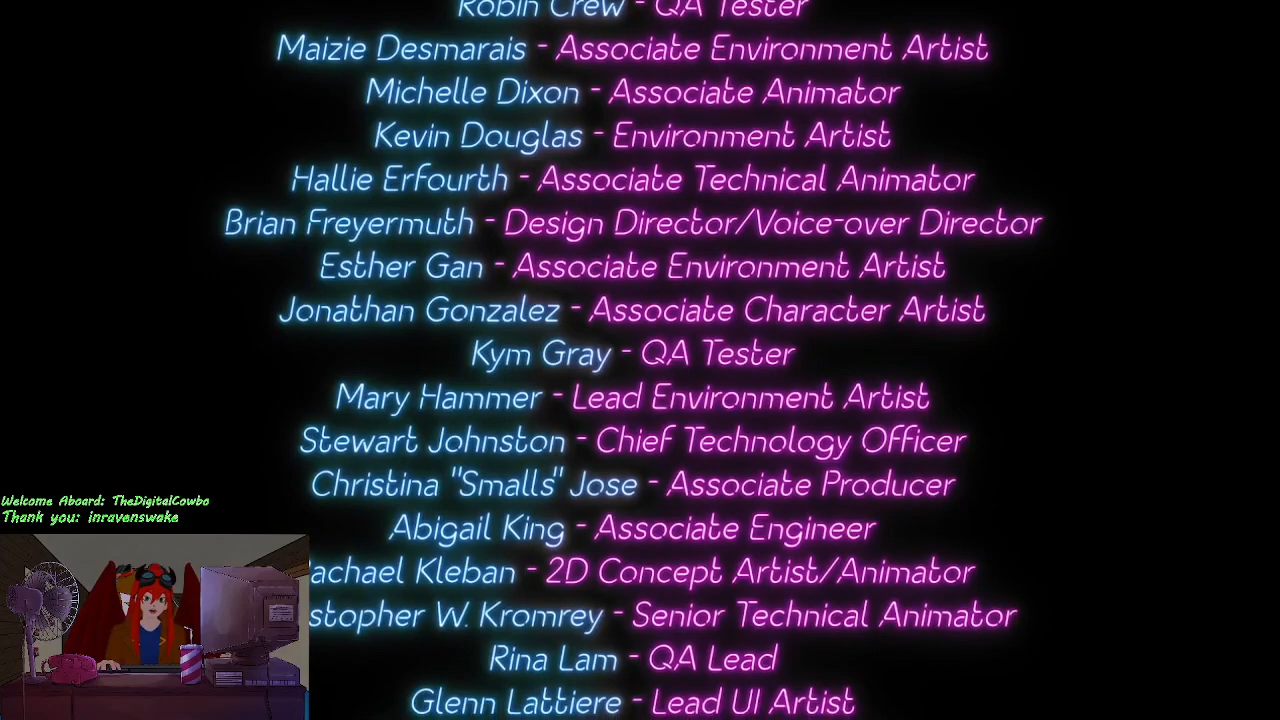 Robin Crew - QA Tester
Maizie Desmarais - Associate Environment Artist
Michelle Dixon - Associate Animator
Kevin Douglas - Environment Artist
Hallie Erfourth - Associate Technical Animator
Brian Freyermuth - Design Director/Voice-over Director
Esther Gan - Associate Environment Artist
Jonathan Gonzalez - Associate Character Artist
Kym Gray - QA Tester
Mary Hammer - Lead Environment Artist
Stewart Johnston - Chief Technology Officer
Christina "Smalls" Jose - Associate Producer
Abigail King - Associate Engineer
achael Kleban - 2D Concept Artist/Animator
stopher W. Kromrey - Senior Technical Animator
Rina Lam - QA Lead
Glenn Lattiere - Lead UI Artist
Welcome Aboard: TheDigitalCowbo
Thank you: inravenswake